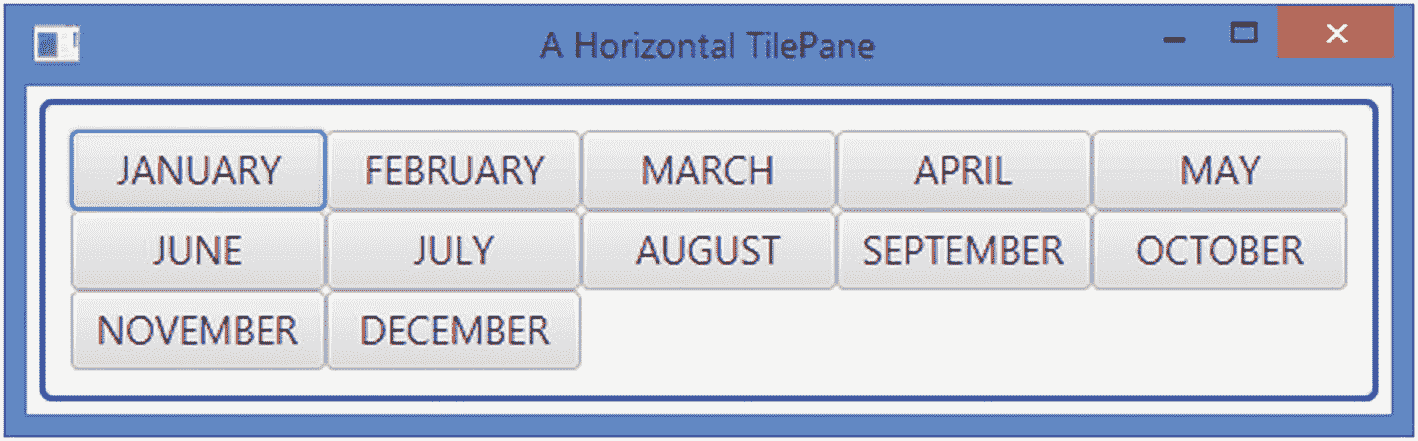 A Horizontal TilePane
JANUARY FEBRUARY MARCH APRIL MAY
JUNE JULY AUGUST SEPTEMBER OCTOBER
NOVEMBER DECEMBER